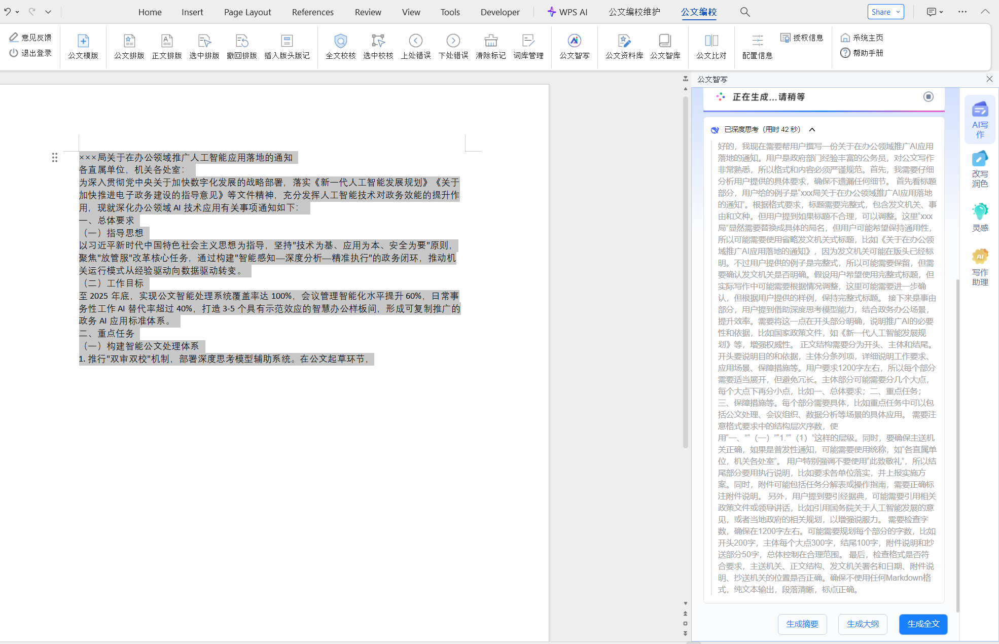 Home Insert Page Layout References Review View Tools Developer WPS AI 公文编校维护 公文编校 Share
意见反馈
退出登录
公文模版 公文排版 正文排版 选中排版 撤回排版 插入版头版记 全文校核 选中校核 上处错误 下处错误 清除标记 词库管理 公文智写 公文资料库 公文智库 公文比对 配置信息 授权信息
系统主页
帮助手册
×××局关于在办公领域推广人工智能应用落地的通知
各直属单位，机关各处室：
为深入贯彻党中央关于加快数字化发展的战略部署，落实《新一代人工智能发展规划》《关于
加快推进电子政务建设的指导意见》等文件精神，充分发挥人工智能技术对政务效能的提升作
用，现就深化办公领域 AI 技术应用有关事项通知如下：
一、总体要求
（一）指导思想
以习近平新时代中国特色社会主义思想为指导，坚持"技术为基、应用为本、安全为要"原则，
聚焦"放管服"改革核心任务，通过构建"智能感知—深度分析—精准执行"的政务闭环，推动机
关运行模式从经验驱动向数据驱动转变。
（二）工作目标
至 2025 年底，实现公文智能处理系统覆盖率达 100%，会议管理智能化水平提升 60%，日常事
务性工作 AI 替代率超过 40%，打造 3-5 个具有示范效应的智慧办公样板间，形成可复制推广的
政务 AI 应用标准体系。
二、重点任务
（一）构建智能公文处理体系
1. 推行"双审双校"机制，部署深度思考模型辅助系统。在公文起草环节，
公文智写
正在生成...请稍等
已深度思考（用时 42 秒）
好的，我现在需要帮用户撰写一份关于在办公领域推广AI应用
落地的通知。用户是政府部门经验丰富的公务员，对公文写作
非常熟悉，所以格式和内容必须严谨规范。首先，我需要仔细
分析用户提供的具体要求，确保不遗漏任何细节。 首先看标题
部分，用户给的例子是“xxx局关于在办公领域推广AI应用落地
的通知”。根据格式要求，标题需要完整式，包含发文机关、事
由和文种。但用户提到如果标题不合理，可以调整。这里“xxx
局”显然需要替换成具体的局名，但用户可能希望保持通用性，
所以可能需要使用省略发文机关式标题，比如《关于在办公领
域推广AI应用落地的通知》，因为发文机关可能在版头已经标
明。不过用户提供的例子是完整式，所以可能需要保留，但需
要确认发文机关是否明确。假设用户希望使用完整式标题，但
实际写作中可能需要根据情况调整，这里可能需要进一步确
认，但根据用户提供的样例，保持完整式标题。 接下来是事由
部分，用户提到借助深度思考模型能力，结合政务办公场景，
提升效率。需要将这一点在开头部分明确，说明推广AI的必要
性和依据，比如国家政策文件，如《新一代人工智能发展规
划》等，增强权威性。 正文结构需要分为开头、主体和结尾。
开头要说明目的和依据，主体分条列项，详细说明工作要求、
应用场景、保障措施等。用户要求1200字左右，所以每个部分
需要适当展开，但避免冗长。主体部分可能需要分几个大点，
每个大点下再分小点，比如一、总体要求；二、重点任务；
三、保障措施等。每个部分需要具体，比如重点任务中可以包
括公文处理、会议组织、数据分析等场景的具体应用。 需要注
意格式要求中的结构层次序数，使
用“一、”“（一）”“1.”“（1）”这样的层级。同时，要确保主送机
关正确，如果是普发性通知，可能需要使用统称，如“各直属单
位，机关各处室”。 用户特别强调不要使用“此致敬礼”，所以结
尾部分要用执行说明，比如要求各单位落实，并上报实施方
案。同时，附件可能包括任务分解表或操作指南，需要正确标
注附件说明。 另外，用户提到要引经据典，可能需要引用相关
政策文件或领导讲话，比如引用国务院关于人工智能发展的意
见，或者当地政府的相关规划，以增强说服力。 需要检查字
数，确保在1200字左右。可能需要规划每个部分的字数，比如
开头200字，主体每个大点300字，结尾100字，附件说明和抄
送部分50字，总体控制在合理范围。 最后，检查格式是否符
合要求，主送机关、正文结构、发文机关署名和日期、附件说
明、抄送机关的位置是否正确。确保不使用任何Markdown格
式，纯文本输出，段落清晰，标点正确。
生成摘要 生成大纲 生成全文
AI写
作
改写
润色
灵感
写作
助理